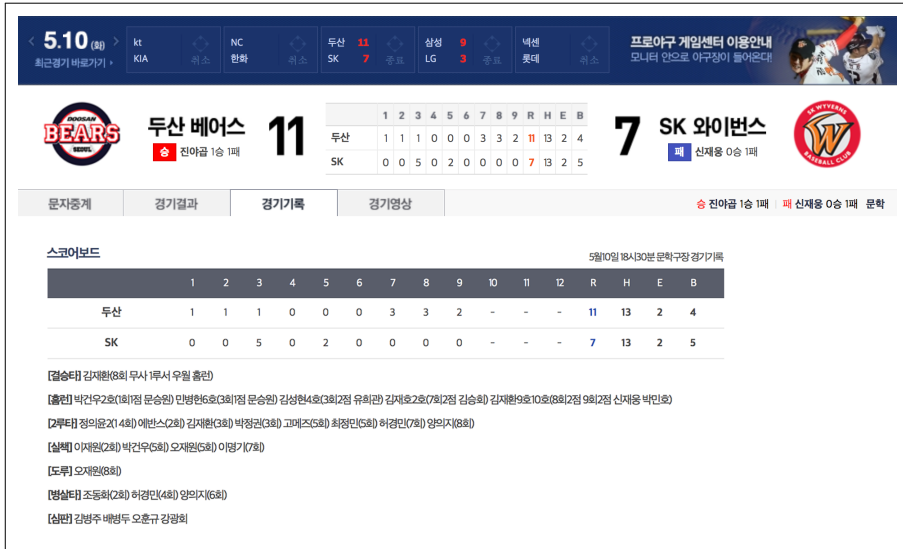 5.10 (화)
최근경기 바로가기
kt
KIA
취소
NC
한화
취소
두산 11
SK 7
종료
삼성 9
LG 3
종료
넥센
롯데
취소
프로야구 게임센터 이용안내
모니터 안으로 야구장이 들어온다!
DOOSAN
BEARS
SEOUL
두산 베어스
승 진야곱 1승 1패
11
1 2 3 4 5 6 7 8 9 R H E B
두산 1 1 1 0 0 0 3 3 2 11 13 2 4
SK 0 0 5 0 2 0 0 0 0 7 13 2 5
7
SK 와이번스
패 신재웅 0승 1패
SK WYVERNS
W
BASEBALL CLUB
문자중계 경기결과 경기기록 경기영상 승 진야곱 1승 1패 패 신재웅 0승 1패 문학
스코어보드 5월10일 18시30분 문학구장 경기기록
1 2 3 4 5 6 7 8 9 10 11 12 R H E B
두산 1 1 1 0 0 0 3 3 2 - - - 11 13 2 4
SK 0 0 5 0 2 0 0 0 0 - - - 7 13 2 5
[결승타] 김재환(8회 무사 1루서 우월 홈런)
[홈런] 박건우2호(1회1점 문승원) 민병헌6호(3회1점 문승원) 김성현4호(3회2점 유희관) 김재호2호(7회2점 김승회) 김재환9호10호(8회2점 9회2점 신재웅 박민호)
[2루타] 정의윤2(1 4회) 에반스(2회) 김재환(3회) 박정권(3회) 고메즈(5회) 최정민(5회) 허경민(7회) 양의지(8회)
[실책] 이재원(2회) 박건우(5회) 오재원(5회) 이명기(7회)
[도루] 오재원(8회)
[병살타] 조동화(2회) 허경민(4회) 양의지(6회)
[심판] 김병주 배병두 오훈규 강광회